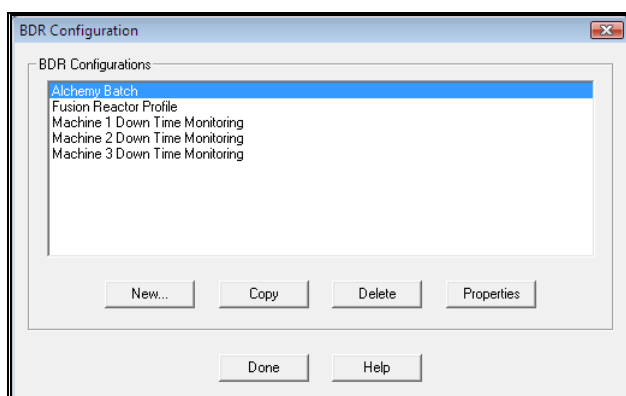 BDR Configuration
BDR Configurations
Alchemy Batch
Fusion Reactor Profile
Machine 1 Down Time Monitoring
Machine 2 Down Time Monitoring
Machine 3 Down Time Monitoring
New... Copy Delete Properties
Done Help